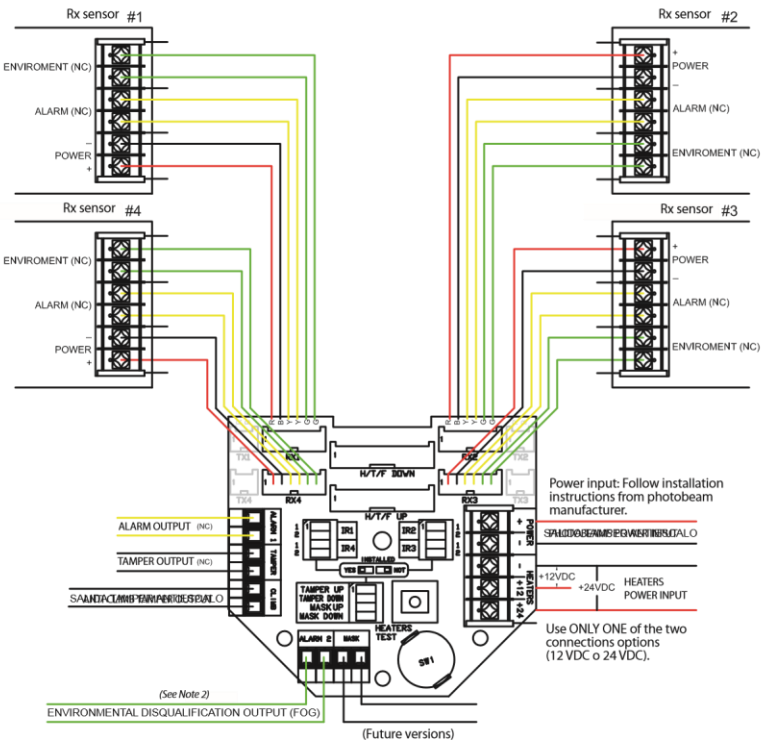 Rx sensor #1
ENVIROMENT (NC)
ALARM (NC)
–
POWER
+
Rx sensor #2
+
POWER
–
ALARM (NC)
ENVIROMENT (NC)
Rx sensor #4
ENVIROMENT (NC)
ALARM (NC)
–
POWER
+
Rx sensor #3
+
POWER
–
ALARM (NC)
ENVIROMENT (NC)
R B Y Y G G
R B Y Y G G
TX1
RX1
RX2
TX2
H/T/F DOWN
TX4
RX4
RX3
TX3
H/T/F UP
Power input: Follow installation
instructions from photobeam
manufacturer.
ALARM OUTPUT (NC)
TAMPER OUTPUT (NC)
ALARM 1
TAMPER
CLIMB
IR1
IR4
IR2
IR3
INSTALLED
YES
NOT
TAMPER UP
TAMPER DOWN
MASK UP
MASK DOWN
HEATERS
TEST
+ POWER -
- HEATERS +12 +24
+12VDC
+24VDC
HEATERS
POWER INPUT
Use ONLY ONE of the two
connections options
(12 VDC o 24 VDC).
ALARM 2
MASK
SW1
(See Note 2)
ENVIRONMENTAL DISQUALIFICATION OUTPUT (FOG)
(Future versions)